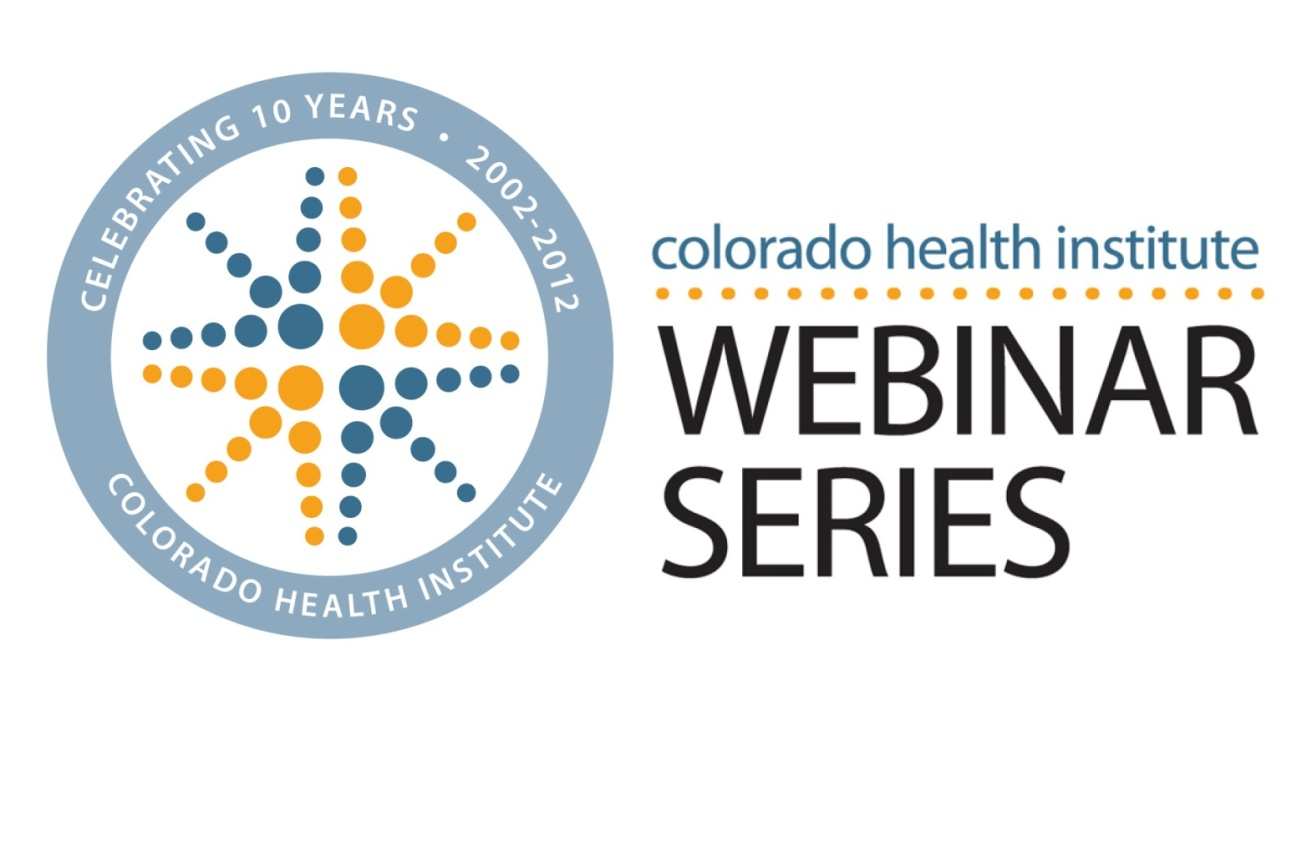 CELEBRATING 10 YEARS • 2002-2012
COLORADO HEALTH INSTITUTE
colorado health institute
WEBINAR
SERIES